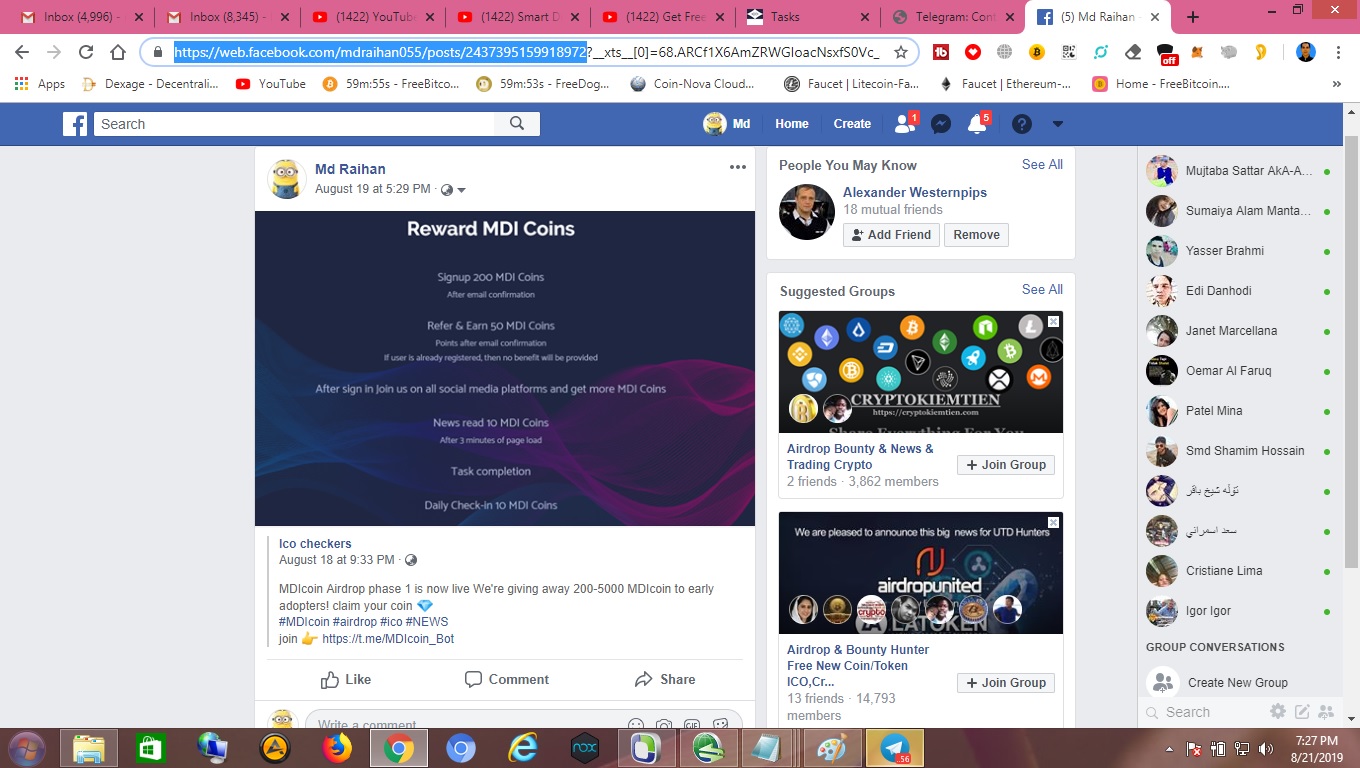 Inbox (4,996) -
Inbox (8,345) -
(1422) YouTube
(1422) Smart D
(1422) Get Free
Tasks
Telegram: Cont
(5) Md Raihan -
https://web.facebook.com/mdraihan055/posts/2437395159918972?__xts__[0]=68.ARCf1X6AmZRWGIoacNsxfS0Vc_
off
Apps
Dexage - Decentrali...
YouTube
59m:55s - FreeBitco...
59m:53s - FreeDog...
Coin-Nova Cloud...
Faucet | Litecoin-Fa...
Faucet | Ethereum-...
Home - FreeBitcoin....
»
Search
Md
Home
Create
1
5
Md Raihan
August 19 at 5:29 PM ·
Reward MDI Coins
Signup 200 MDI Coins
After email confirmation
Refer & Earn 50 MDI Coins
Points after email confirmation
If user is already registered, then no benefit will be provided
After sign in Join us on all social media platforms and get more MDI Coins
News read 10 MDI Coins
After 3 minutes of page load
Task completion
Daily Check-in 10 MDI Coins
Ico checkers
August 18 at 9:33 PM ·
MDIcoin Airdrop phase 1 is now live We're giving away 200-5000 MDIcoin to early
adopters! claim your coin 💎
#MDIcoin #airdrop #ico #NEWS
join 👉 https://t.me/MDIcoin_Bot
Like
Comment
Share
Write a comment
GIF
People You May Know
See All
Alexander Westernpips
18 mutual friends
Add Friend
Remove
Suggested Groups
See All
CRYPTOKIEMTIEN
https://cryptokiemtien.com
Share Everything For You
Airdrop Bounty & News &
Trading Crypto
2 friends · 3,862 members
+ Join Group
We are pleased to announce this big news for UTD Hunters
airdropunited
LATOKEN
Airdrop & Bounty Hunter
Free New Coin/Token
ICO,Cr...
13 friends · 14,793
members
+ Join Group
Mujtaba Sattar AkA-A...
Sumaiya Alam Manta...
Yasser Brahmi
Edi Danhodi
Janet Marcellana
Oemar Al Faruq
Patel Mina
Smd Shamim Hossain
تۆڵە شيخ باقر
سعد اسمراني
Cristiane Lima
Igor Igor
GROUP CONVERSATIONS
Create New Group
Search
nox
.56
7:27 PM
8/21/2019